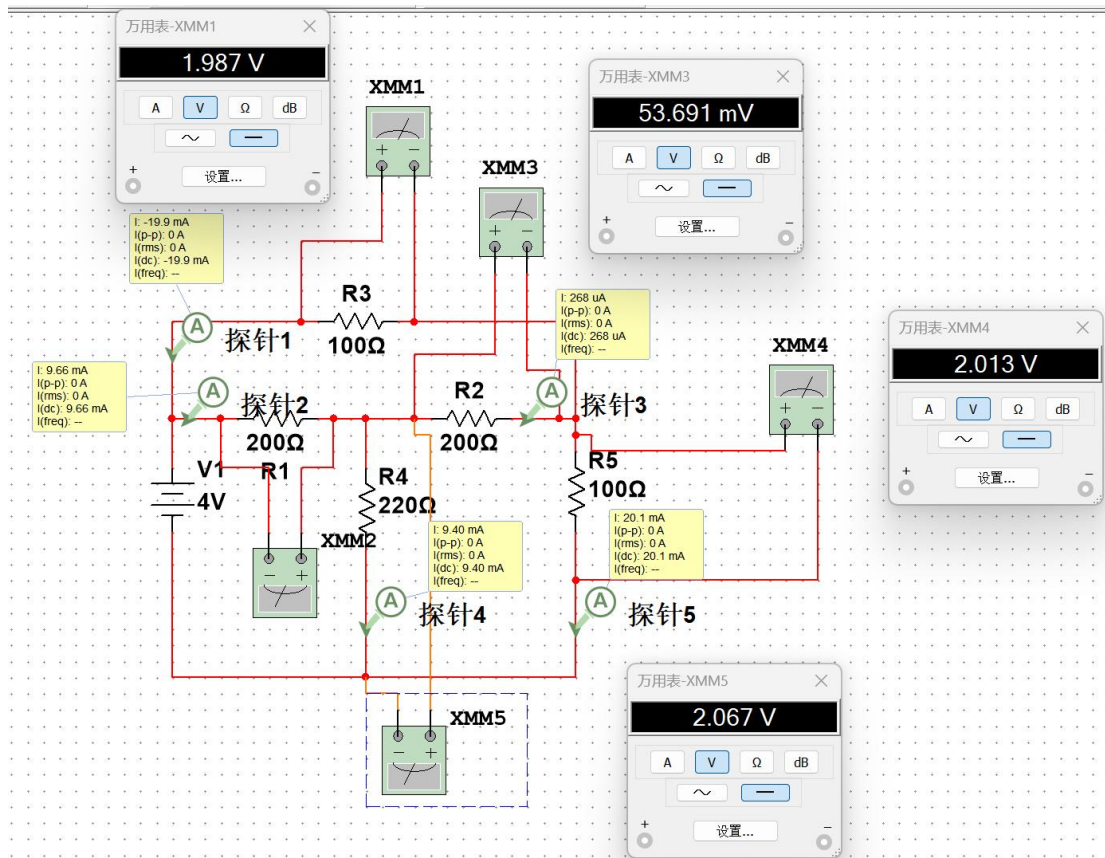 万用表-XMM1
1.987 V
A V Ω dB
设置...
+ −
XMM1
+ −
万用表-XMM3
53.691 mV
A V Ω dB
设置...
+ −
XMM3
+ −
I: -19.9 mA
I(p-p): 0 A
I(rms): 0 A
I(dc): -19.9 mA
I(freq): --
探针1
R3
100Ω
I: 268 uA
I(p-p): 0 A
I(rms): 0 A
I(dc): 268 uA
I(freq): --
万用表-XMM4
2.013 V
A V Ω dB
设置...
+ −
XMM4
+ −
I: 9.66 mA
I(p-p): 0 A
I(rms): 0 A
I(dc): 9.66 mA
I(freq): --
A
A
A
探针2
200Ω
R1
R2
200Ω
探针3
V1
4V
R4
220Ω
R5
100Ω
XMM2
− +
I: 9.40 mA
I(p-p): 0 A
I(rms): 0 A
I(dc): 9.40 mA
I(freq): --
I: 20.1 mA
I(p-p): 0 A
I(rms): 0 A
I(dc): 20.1 mA
I(freq): --
A
探针4
A
探针5
XMM5
− +
万用表-XMM5
2.067 V
A V Ω dB
设置...
+ −